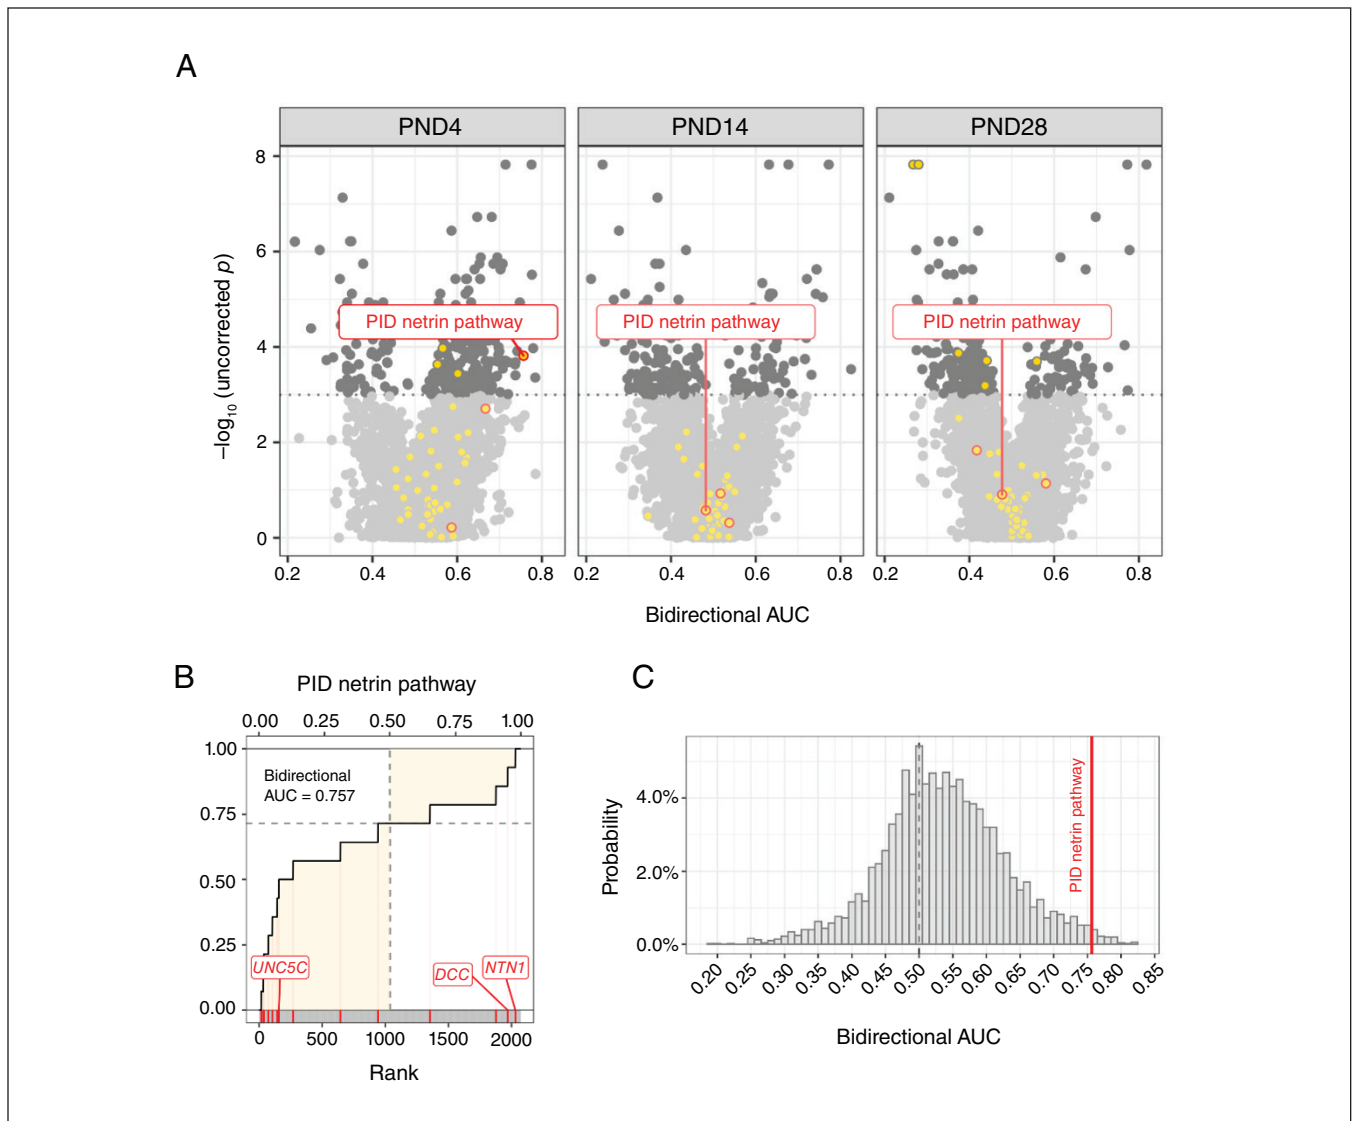 A
PND4
PND14
PND28
8
6
4
2
0
−log10 (uncorrected p)
PID netrin pathway
PID netrin pathway
PID netrin pathway
0.2 0.4 0.6 0.8
0.2 0.4 0.6 0.8
0.2 0.4 0.6 0.8
Bidirectional AUC
B
PID netrin pathway
0.00 0.25 0.50 0.75 1.00
1.00
0.75
0.50
0.25
0.00
Bidirectional
AUC = 0.757
UNC5C
DCC
NTN1
0 500 1000 1500 2000
Rank
C
Probability
4.0%
2.0%
0.0%
PID netrin pathway
0.20 0.25 0.30 0.35 0.40 0.45 0.50 0.55 0.60 0.65 0.70 0.75 0.80 0.85
Bidirectional AUC